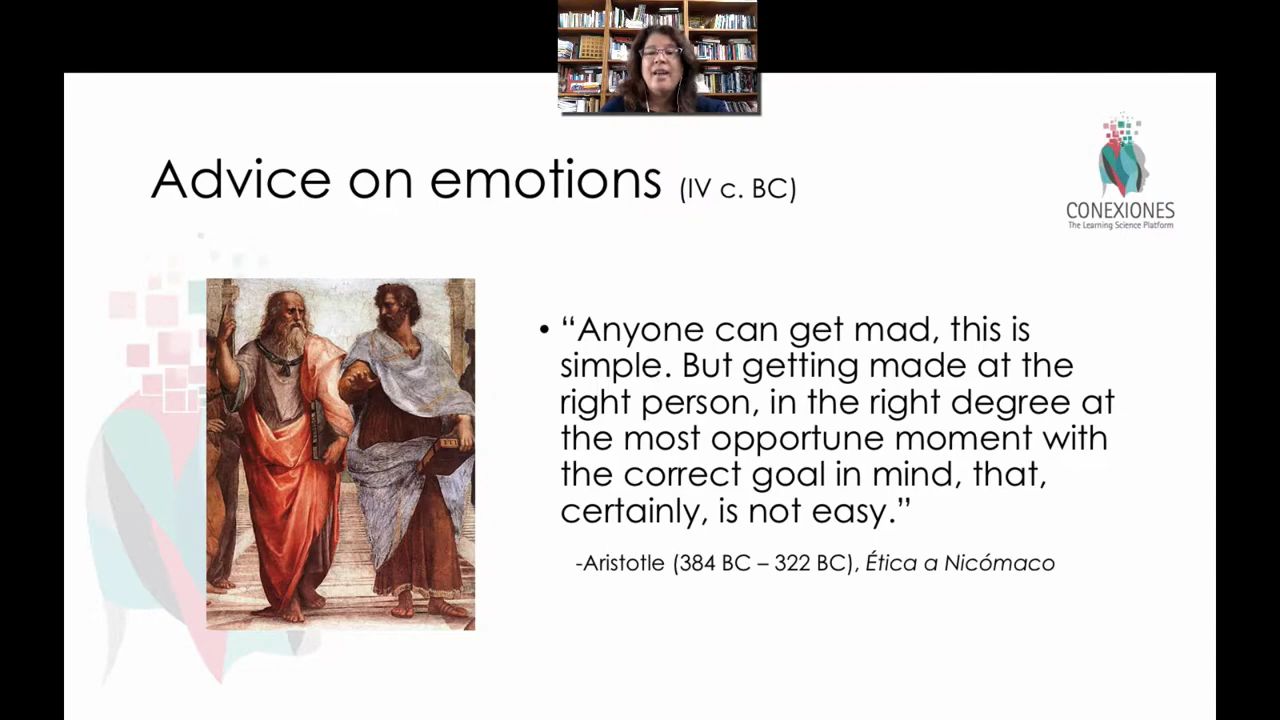 Advice on emotions (IV c. BC)
CONEXIONES
The Learning Science Platform
• “Anyone can get mad, this is
simple. But getting made at the
right person, in the right degree at
the most opportune moment with
the correct goal in mind, that,
certainly, is not easy.”
-Aristotle (384 BC – 322 BC), Ética a Nicómaco